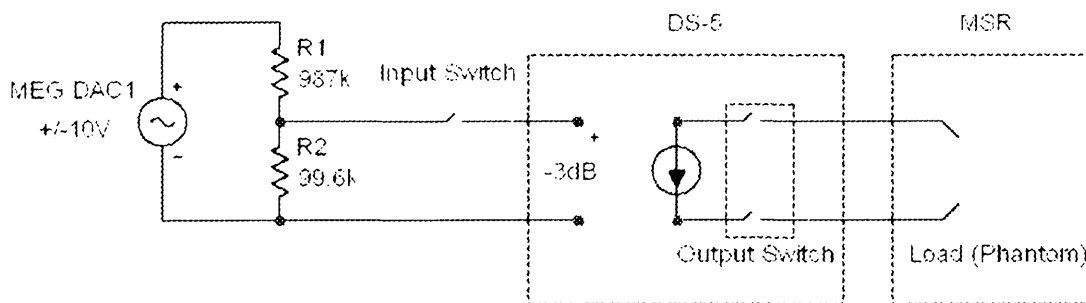 DS-5
MSR
R1
987k
Input Switch
MEG DAC1
+
+/-10V
-
R2
99.6k
+
-3dB
Output Switch
Load (Phantom)